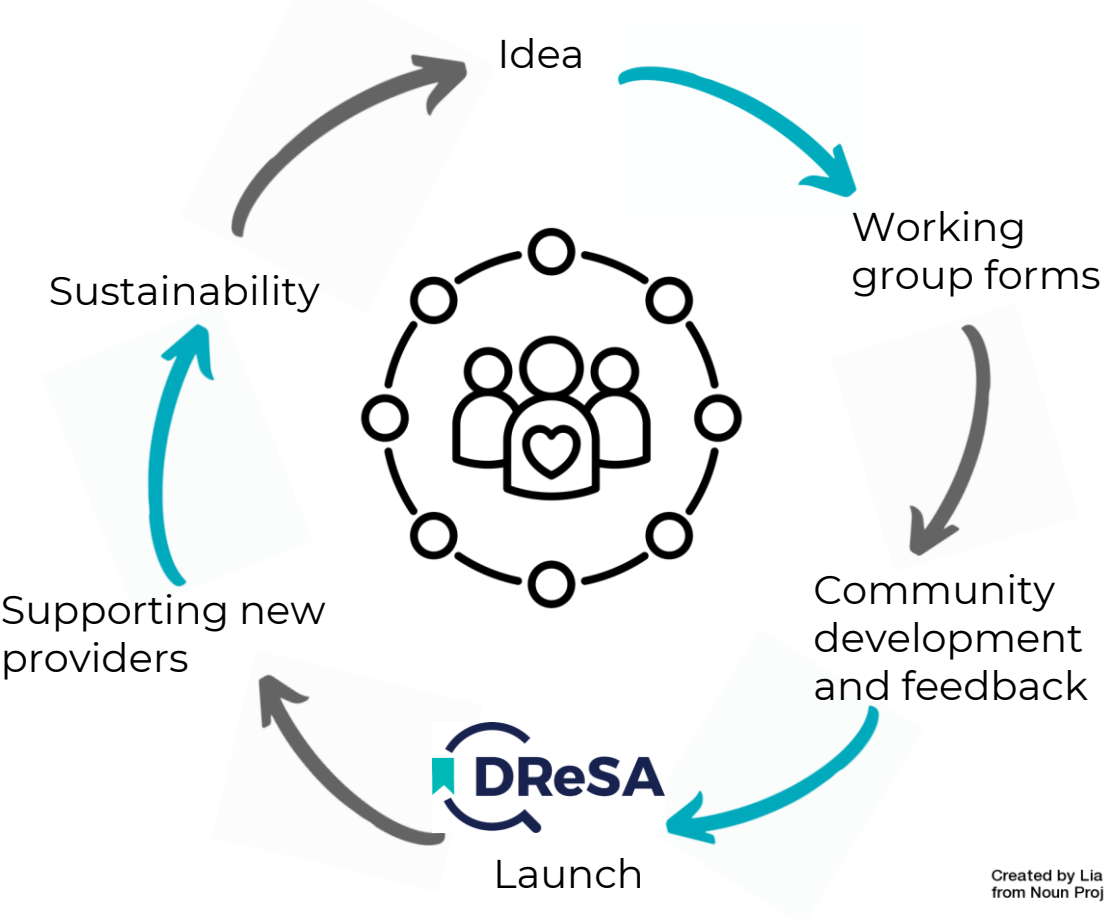 Idea
Working
group forms
Community
development
and feedback
DReSA
Launch
Supporting new
providers
Sustainability
Created by Lia
from Noun Proj